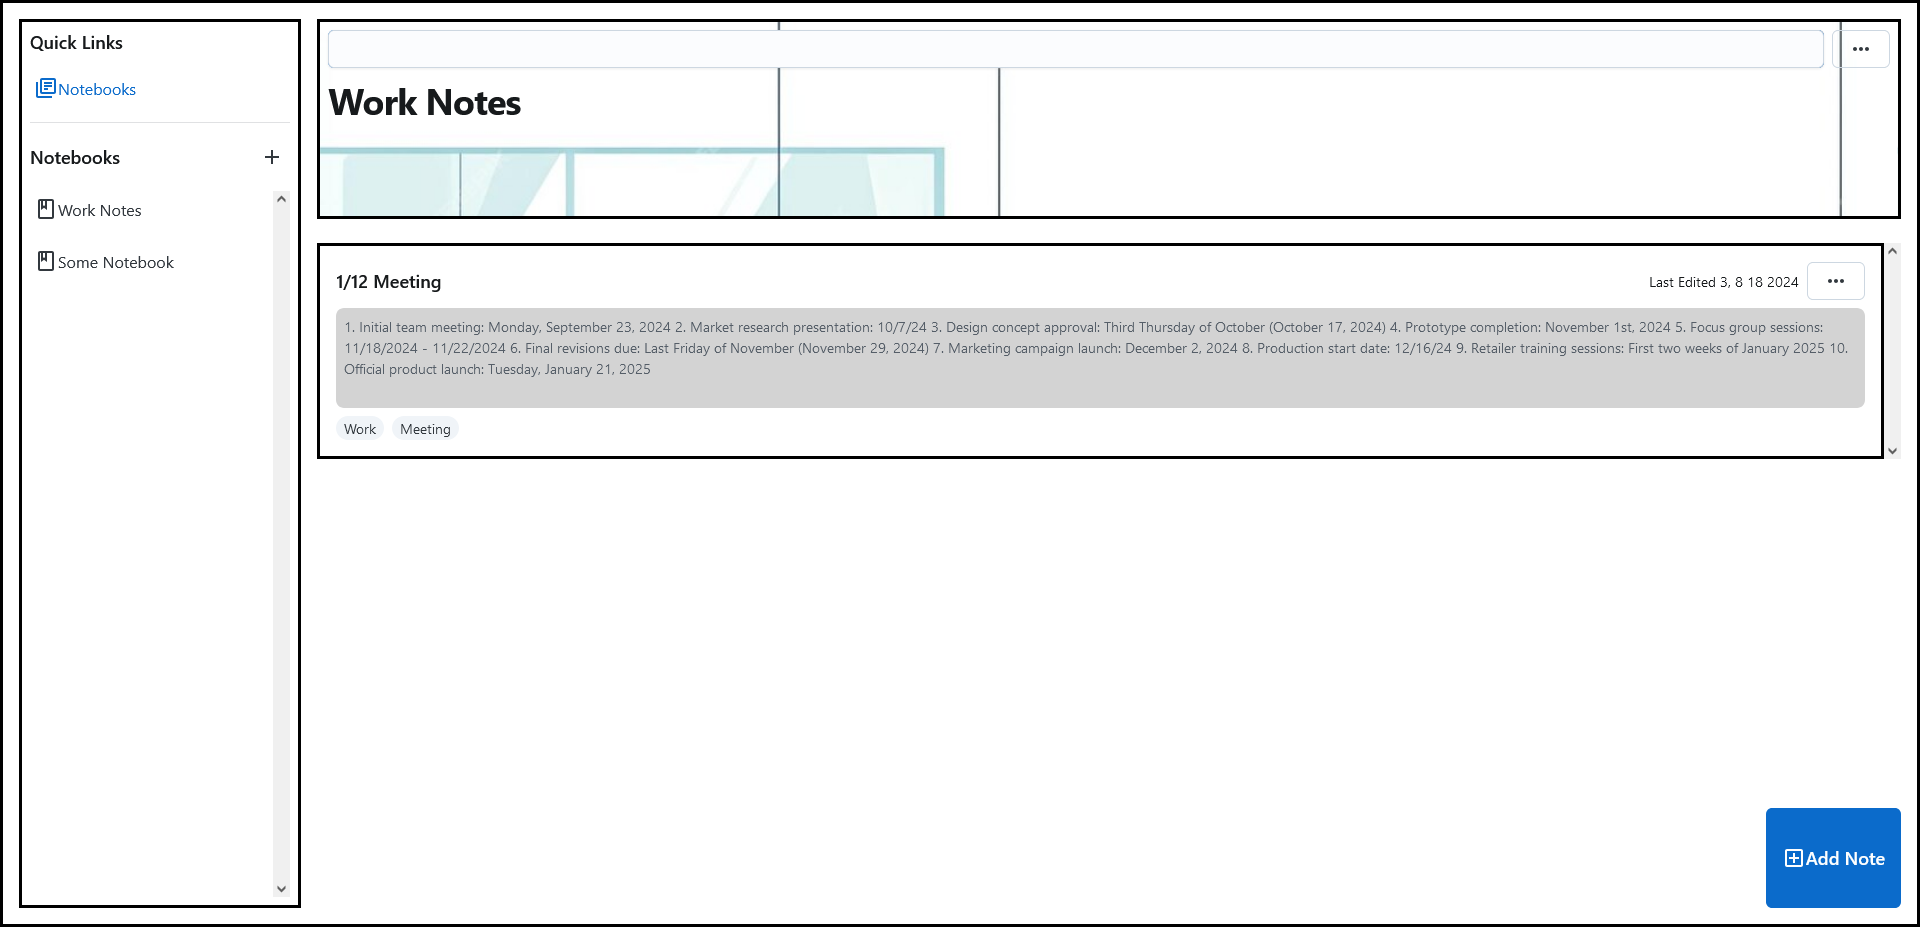 Quick Links
Notebooks
Notebooks
Work Notes
Some Notebook
Work Notes
1/12 Meeting
Last Edited 3, 8 18 2024
1. Initial team meeting: Monday, September 23, 2024 2. Market research presentation: 10/7/24 3. Design concept approval: Third Thursday of October (October 17, 2024) 4. Prototype completion: November 1st, 2024 5. Focus group sessions:
11/18/2024 - 11/22/2024 6. Final revisions due: Last Friday of November (November 29, 2024) 7. Marketing campaign launch: December 2, 2024 8. Production start date: 12/16/24 9. Retailer training sessions: First two weeks of January 2025 10.
Official product launch: Tuesday, January 21, 2025
Work
Meeting
Add Note